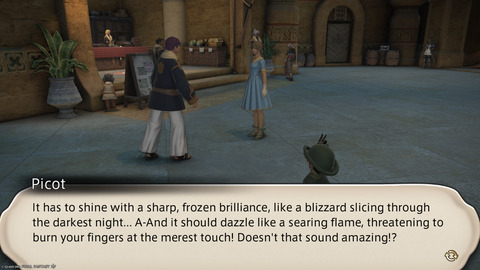 Picot
It has to shine with a sharp, frozen brilliance, like a blizzard slicing through
the darkest night... A-And it should dazzle like a searing flame, threatening to
burn your fingers at the merest touch! Doesn't that sound amazing!?